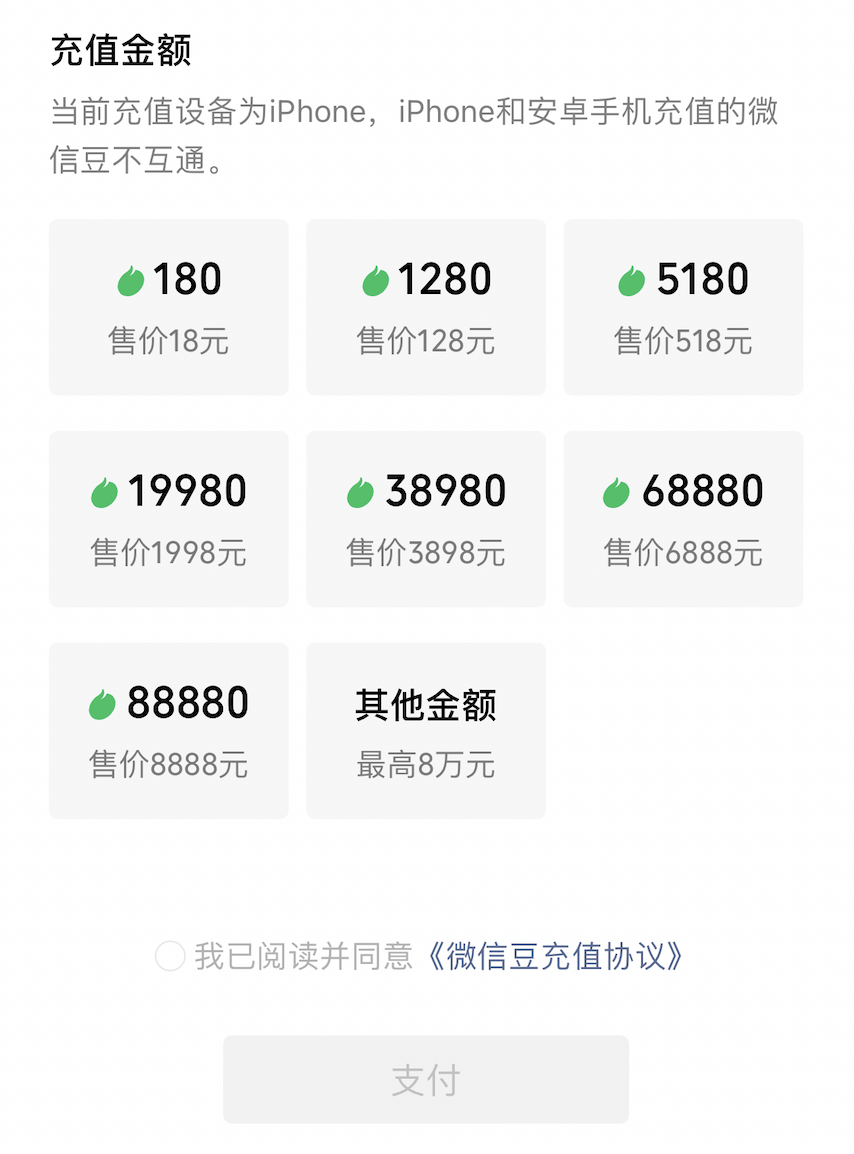 充值金额
当前充值设备为iPhone，iPhone和安卓手机充值的微
信豆不互通。
180
售价18元
1280
售价128元
5180
售价518元
19980
售价1998元
38980
售价3898元
68880
售价6888元
88880
售价8888元
其他金额
最高8万元
我已阅读并同意《微信豆充值协议》
支付